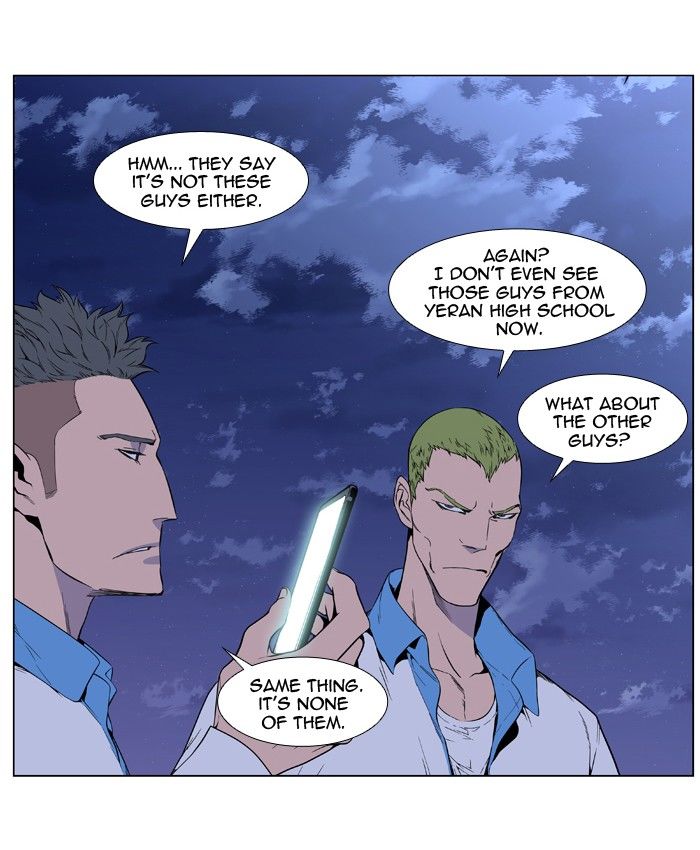 HMM... THEY SAY
IT'S NOT THESE
GUYS EITHER.
AGAIN?
I DON'T EVEN SEE
THOSE GUYS FROM
YERAN HIGH SCHOOL
NOW.
WHAT ABOUT
THE OTHER
GUYS?
SAME THING.
IT'S NONE
OF THEM.